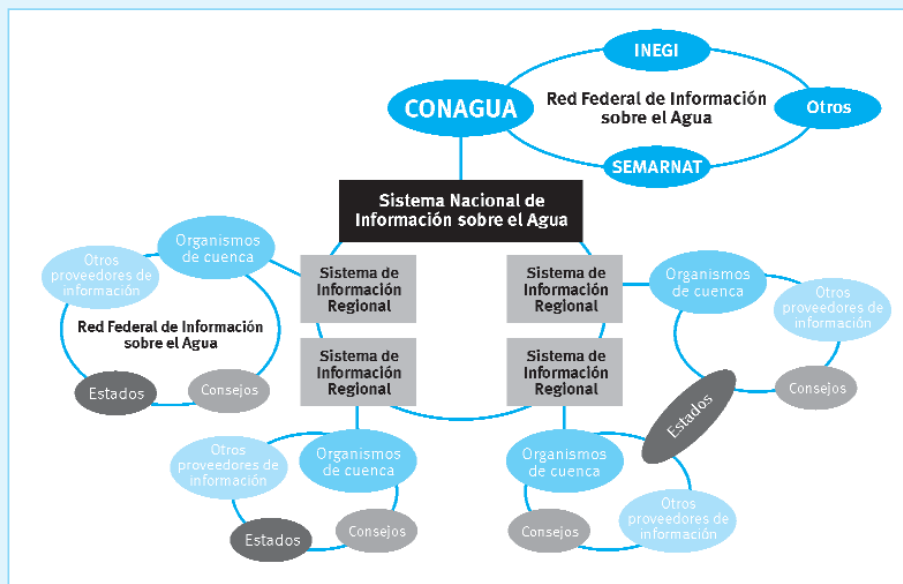 INEGI
CONAGUA
Red Federal de Información
sobre el Agua
Otros
SEMARNAT
Sistema Nacional de
Información sobre el Agua
Otros
proveedores de
información
Organismos
de cuenca
Red Federal de Información
sobre el Agua
Estados
Consejos
Sistema de
Información
Regional
Sistema de
Información
Regional
Organismos
de cuenca
Otros
proveedores de
información
Estados
Consejos
Sistema de
Información
Regional
Sistema de
Información
Regional
Otros
proveedores de
información
Organismos
de cuenca
Estados
Consejos
Organismos
de cuenca
Consejos
Otros
proveedores de
información